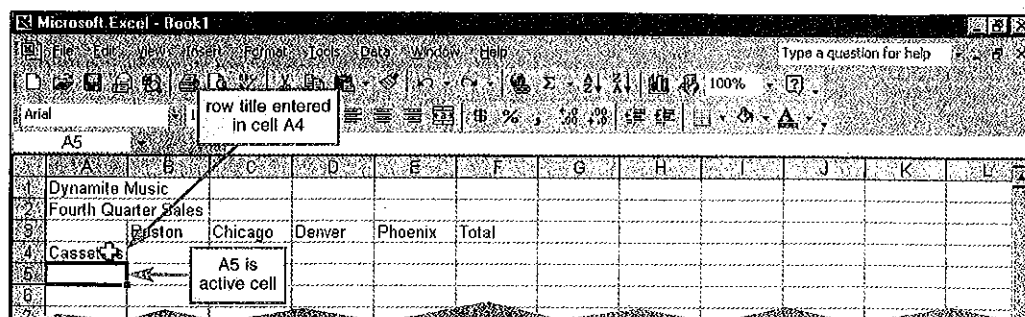 Microsoft Excel - Book1
File Edit View Insert Format Tools Data Window Help Type a question for help
100%
Arial
row title entered in cell A4
A5
A B C D E F G H I J K L
1 Dynamite Music
2 Fourth Quarter Sales
3 Boston Chicago Denver Phoenix Total
4
5
A5 is active cell
6
7